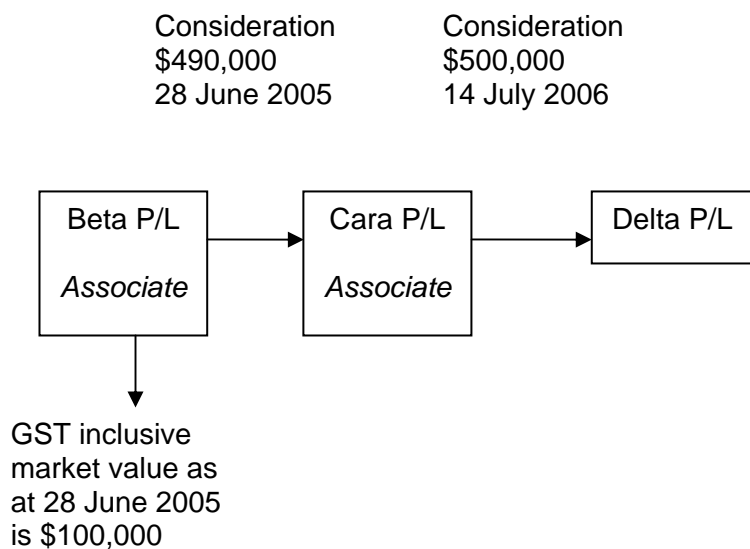 Consideration
$490,000
28 June 2005
Consideration
$500,000
14 July 2006
Beta P/L
Associate
Cara P/L
Associate
Delta P/L
GST inclusive
market value as
at 28 June 2005
is $100,000